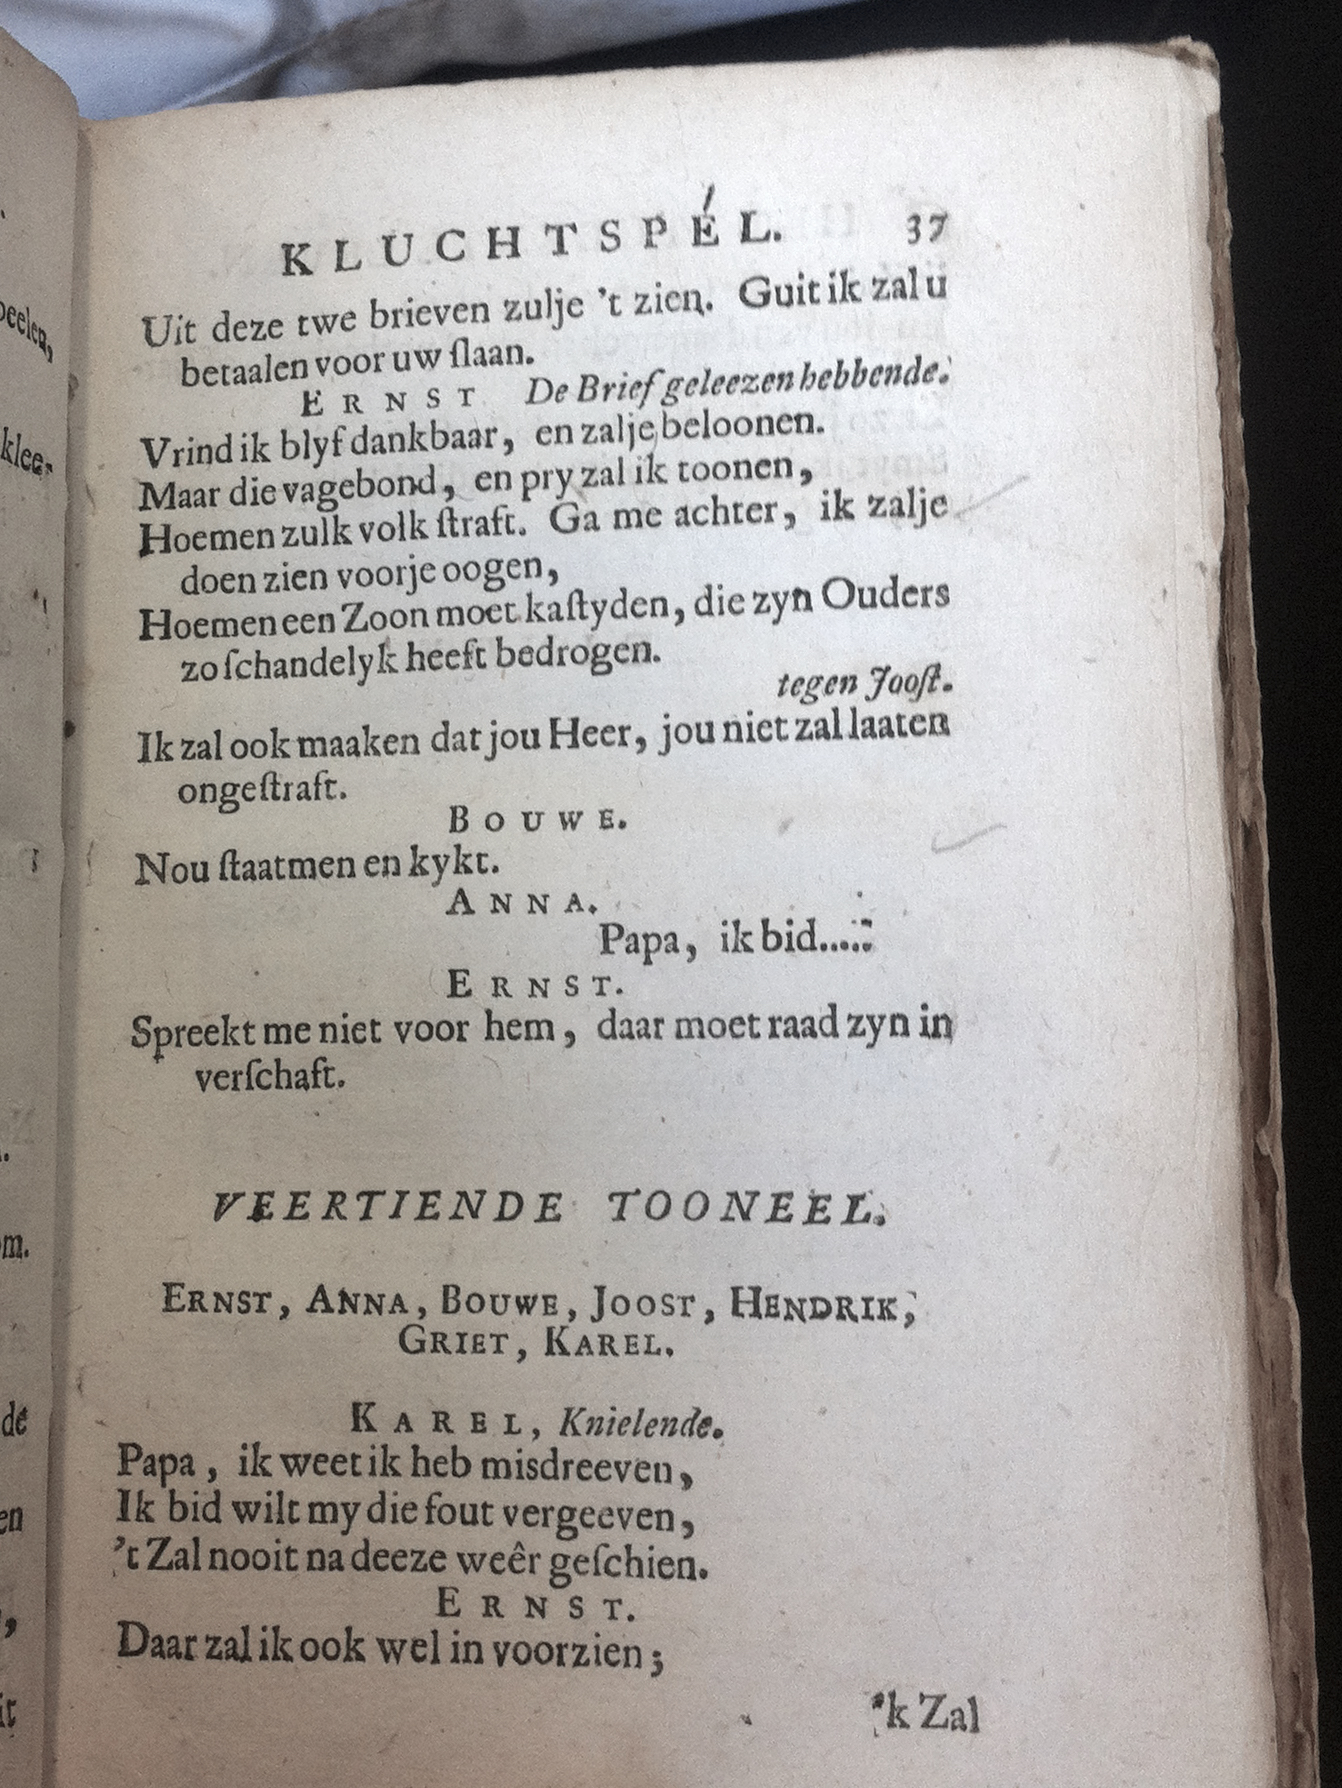 KLUCHTSPÉL. 37
Uit deze twe brieven zulje 't zien. Guit ik zal u
betaalen voor uw ſlaan.
ERNST De Brief geleezen hebbende.
Vrind ik blyf dankbaar, en zalje beloonen.
Maar die vagebond, en pry zal ik toonen,
Hoemen zulk volk ſtraft. Ga me achter, ik zalje
doen zien voorje oogen,
Hoemen een Zoon moet kaſtyden, die zyn Ouders
zo ſchandelyk heeft bedrogen.
tegen Jooſt.
Ik zal ook maaken dat jou Heer, jou niet zal laaten
ongeſtraft.
BOUWE.
Nou ſtaatmen en kykt.
ANNA.
Papa, ik bid.....
ERNST.
Spreekt me niet voor hem, daar moet raad zyn in
verſchaft.
VEERTIENDE TOONEEL.
ERNST, ANNA, BOUWE, JOOST, HENDRIK,
GRIET, KAREL.
KAREL, Knielende.
Papa, ik weet ik heb misdreeven,
Ik bid wilt my die fout vergeeven,
't Zal nooit na deeze weêr geſchien.
ERNST.
Daar zal ik ook wel in voorzien;
'k Zal